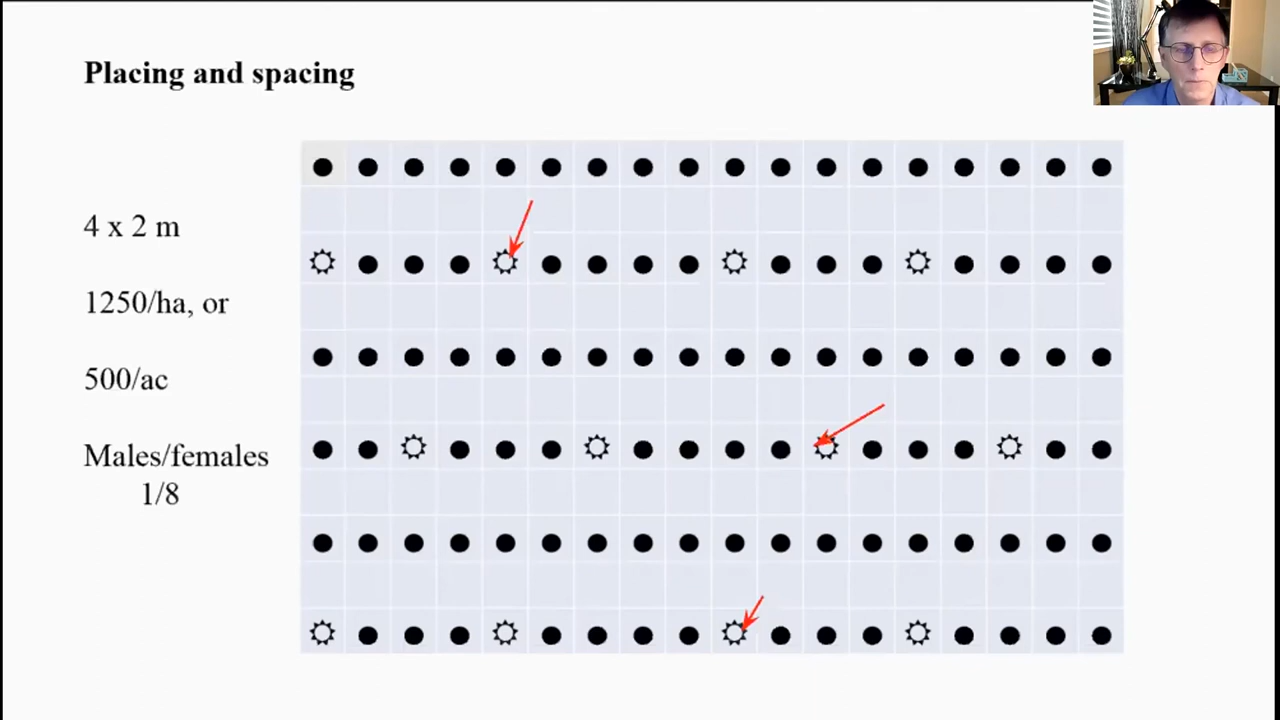 Placing and spacing
4 x 2 m
1250/ha, or
500/ac
Males/females
1/8